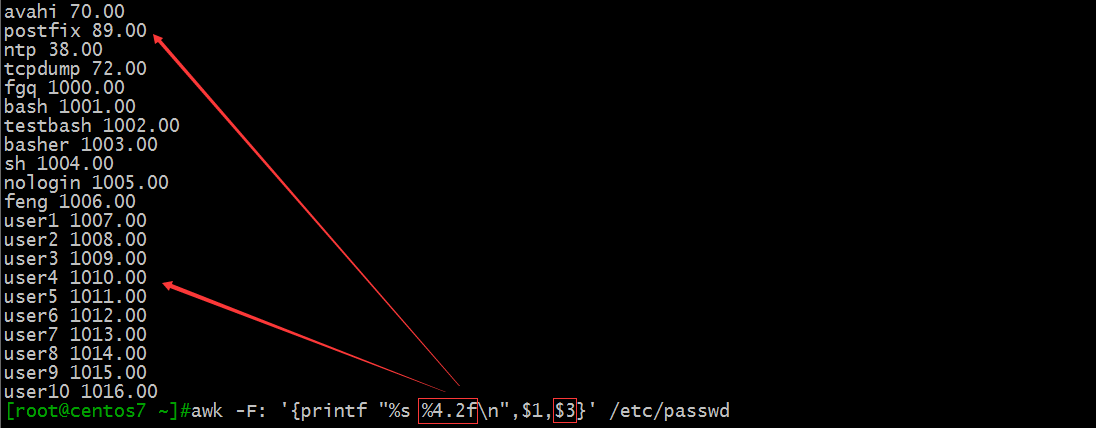 avahi 70.00
postfix 89.00
ntp 38.00
tcpdump 72.00
fgq 1000.00
bash 1001.00
testbash 1002.00
basher 1003.00
sh 1004.00
nologin 1005.00
feng 1006.00
user1 1007.00
user2 1008.00
user3 1009.00
user4 1010.00
user5 1011.00
user6 1012.00
user7 1013.00
user8 1014.00
user9 1015.00
user10 1016.00
[root@centos7 ~]#awk -F: '{printf "%s %4.2f\n",$1,$3}' /etc/passwd